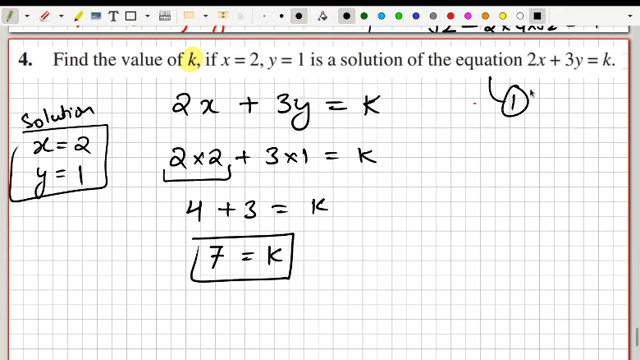 4. Find the value of k, if x = 2, y = 1 is a solution of the equation 2x + 3y = k.
①
Solution
x = 2
y = 1
2x + 3y = k
2×2 + 3×1 = k
4 + 3 = k
7 = k